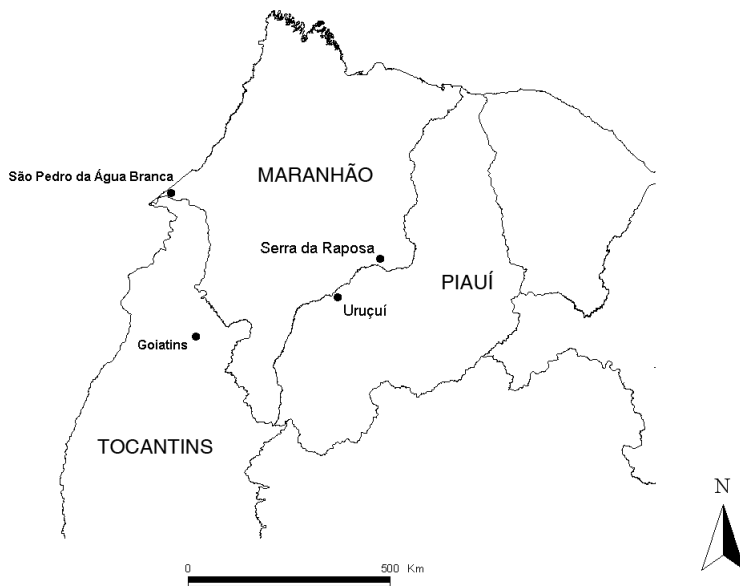 São Pedro da Água Branca
MARANHÃO
Serra da Raposa
PIAUÍ
Uruçuí
Goiatins
TOCANTINS
N
0 500 Km